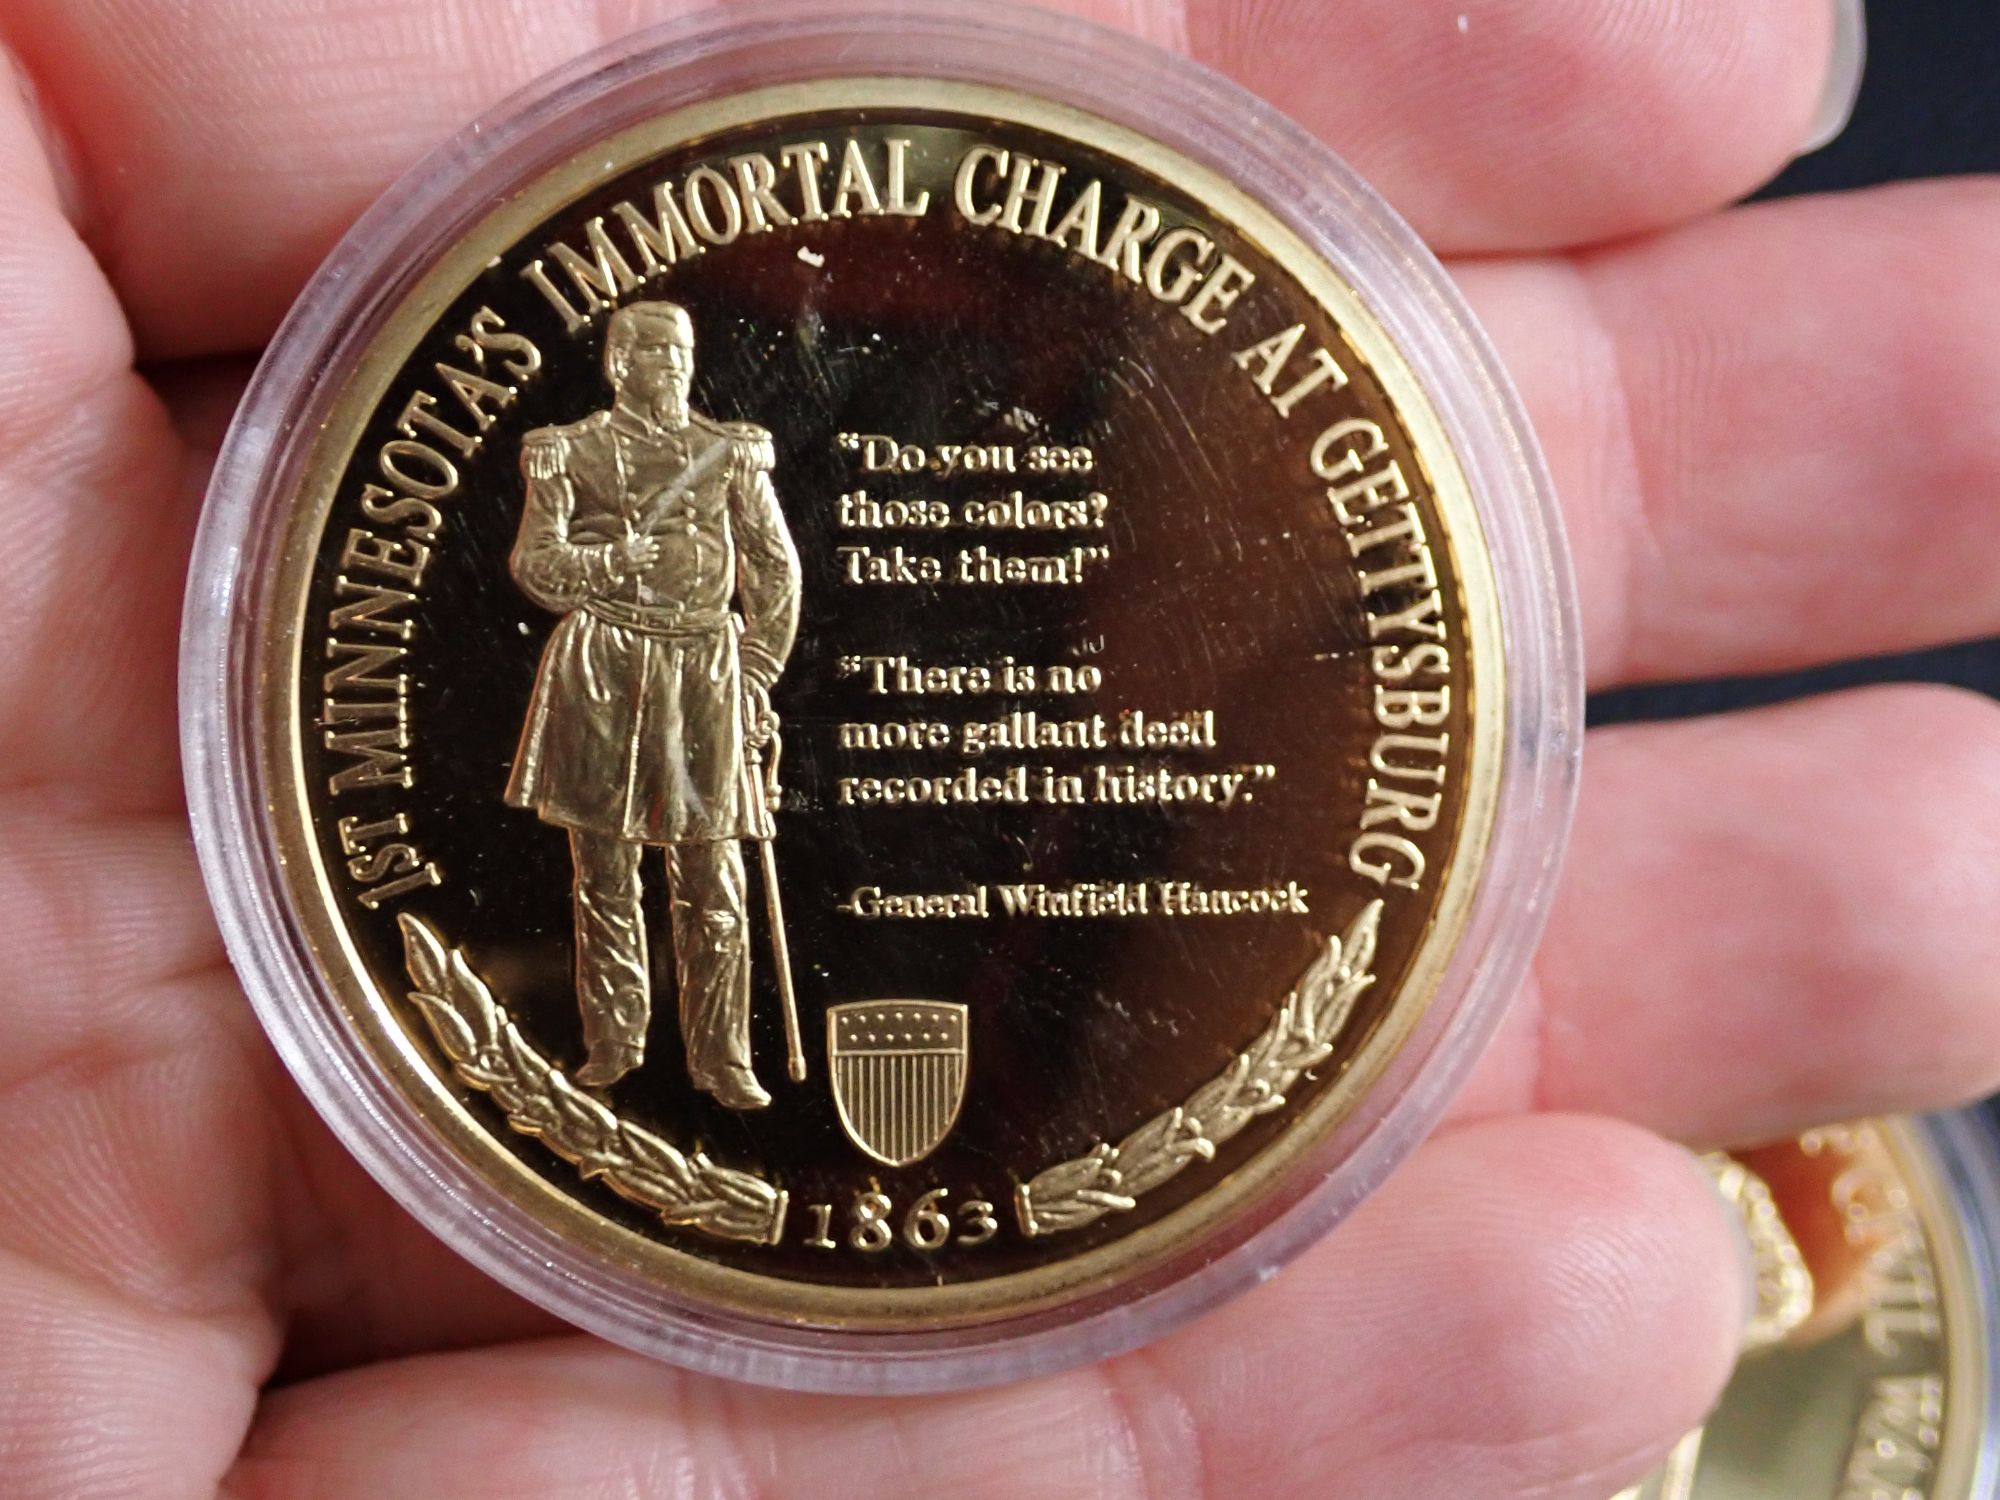 1ST MINNESOTA'S IMMORTAL CHARGE AT GETTYSBURG
“Do you see
those colors?
Take them!”
“There is no
more gallant deed
recorded in history.”
-General Winfield Hancock
1863